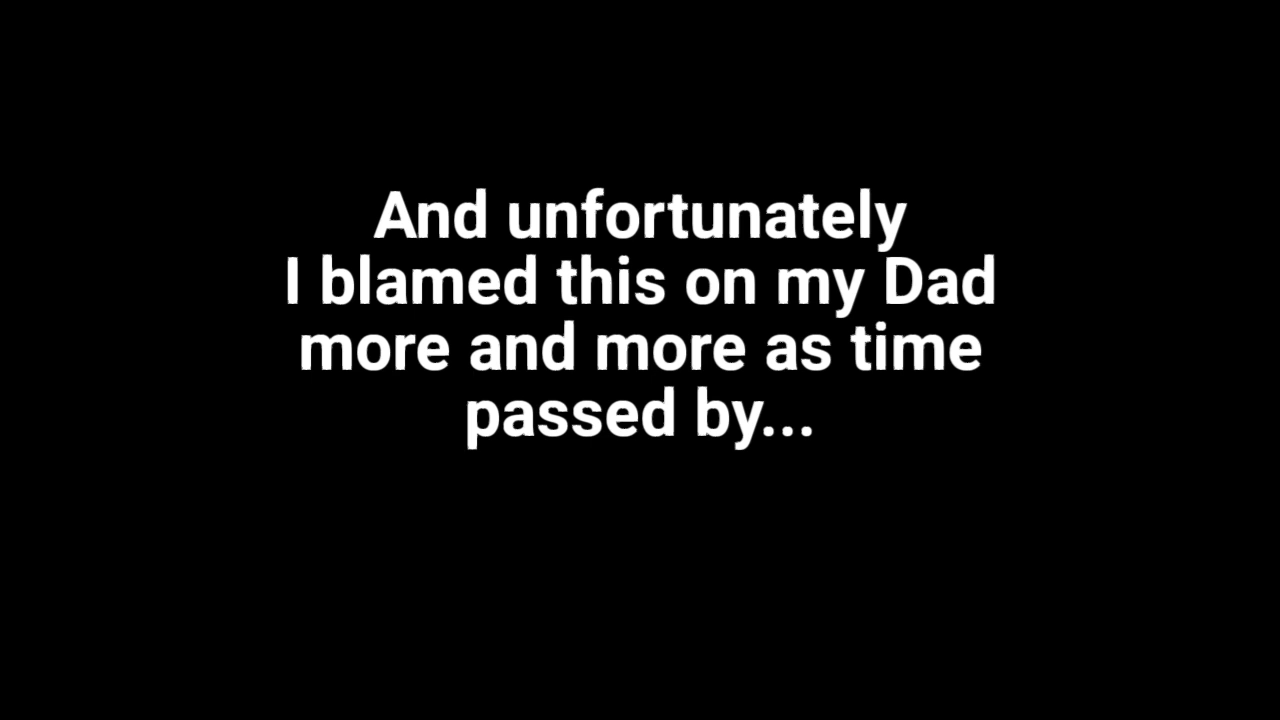 And unfortunately
I blamed this on my Dad
more and more as time
passed by...